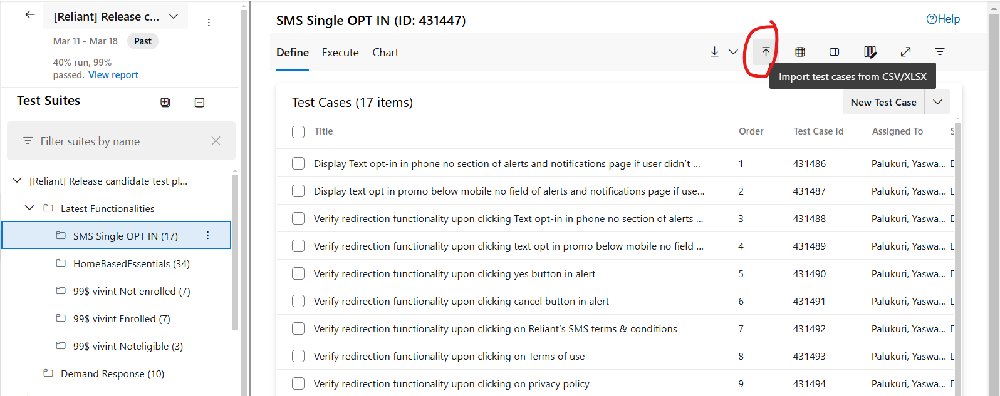 [Reliant] Release c...
Mar 11 - Mar 18 Past
40% run, 99%
passed. View report
Test Suites
Filter suites by name
[Reliant] Release candidate test pl...
Latest Functionalities
SMS Single OPT IN (17)
HomeBasedEssentials (34)
99$ vivint Not enrolled (7)
99$ vivint Enrolled (7)
99$ vivint Noteligible (3)
Demand Response (10)
SMS Single OPT IN (ID: 431447)
Help
Define Execute Chart
Import test cases from CSV/XLSX
Test Cases (17 items)
New Test Case
Title Order Test Case Id Assigned To
Display Text opt-in in phone no section of alerts and notifications page if user didn't ... 1 431486 Palukuri, Yaswa...
Display text opt in promo below mobile no field of alerts and notifications page if use... 2 431487 Palukuri, Yaswa...
Verify redirection functionality upon clicking Text opt-in in phone no section of alerts ... 3 431488 Palukuri, Yaswa...
Verify redirection functionality upon clicking text opt in promo below mobile no field ... 4 431489 Palukuri, Yaswa...
Verify redirection functionality upon clicking yes button in alert 5 431490 Palukuri, Yaswa...
Verify redirection functionality upon clicking cancel button in alert 6 431491 Palukuri, Yaswa...
Verify redirection functionality upon clicking on Reliant's SMS terms & conditions 7 431492 Palukuri, Yaswa...
Verify redirection functionality upon clicking on Terms of use 8 431493 Palukuri, Yaswa...
Verify redirection functionality upon clicking on privacy policy 9 431494 Palukuri, Yaswa...